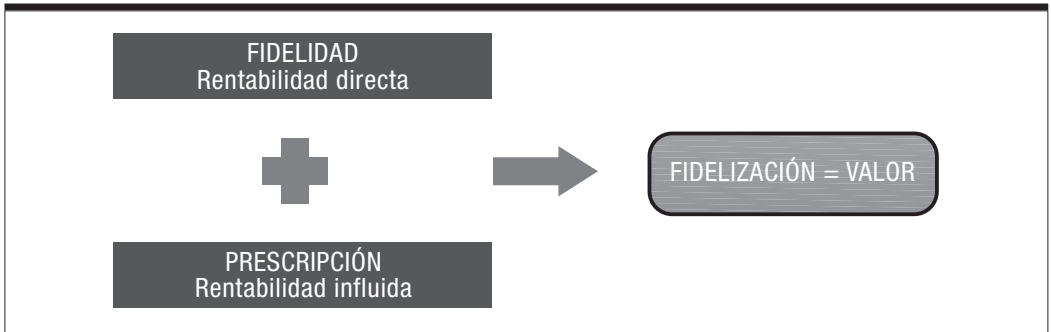 FIDELIDAD
Rentabilidad directa
FIDELIZACIÓN = VALOR
PRESCRIPCIÓN
Rentabilidad influida